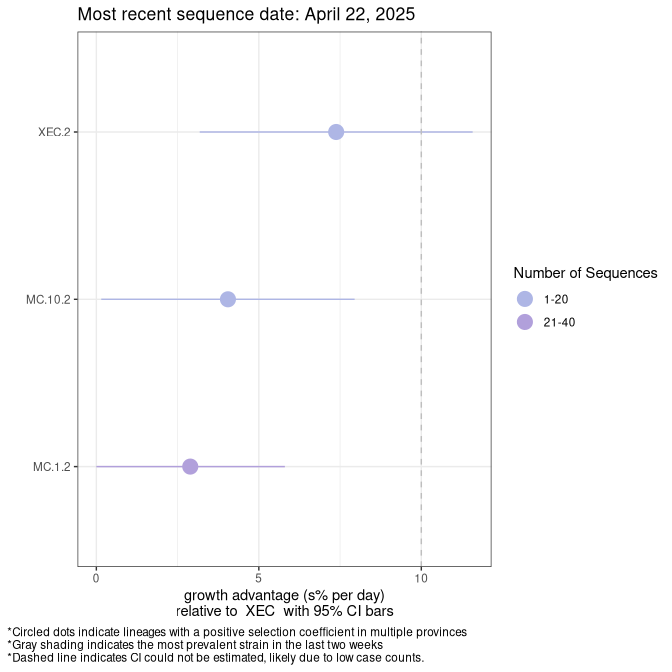 Most recent sequence date: April 22, 2025
XEC.2
MC.10.2
MC.1.2
0
5
10
growth advantage (s% per day)
relative to XEC with 95% CI bars
Number of Sequences
1-20
21-40
*Circled dots indicate lineages with a positive selection coefficient in multiple provinces
*Gray shading indicates the most prevalent strain in the last two weeks
*Dashed line indicates CI could not be estimated, likely due to low case counts.